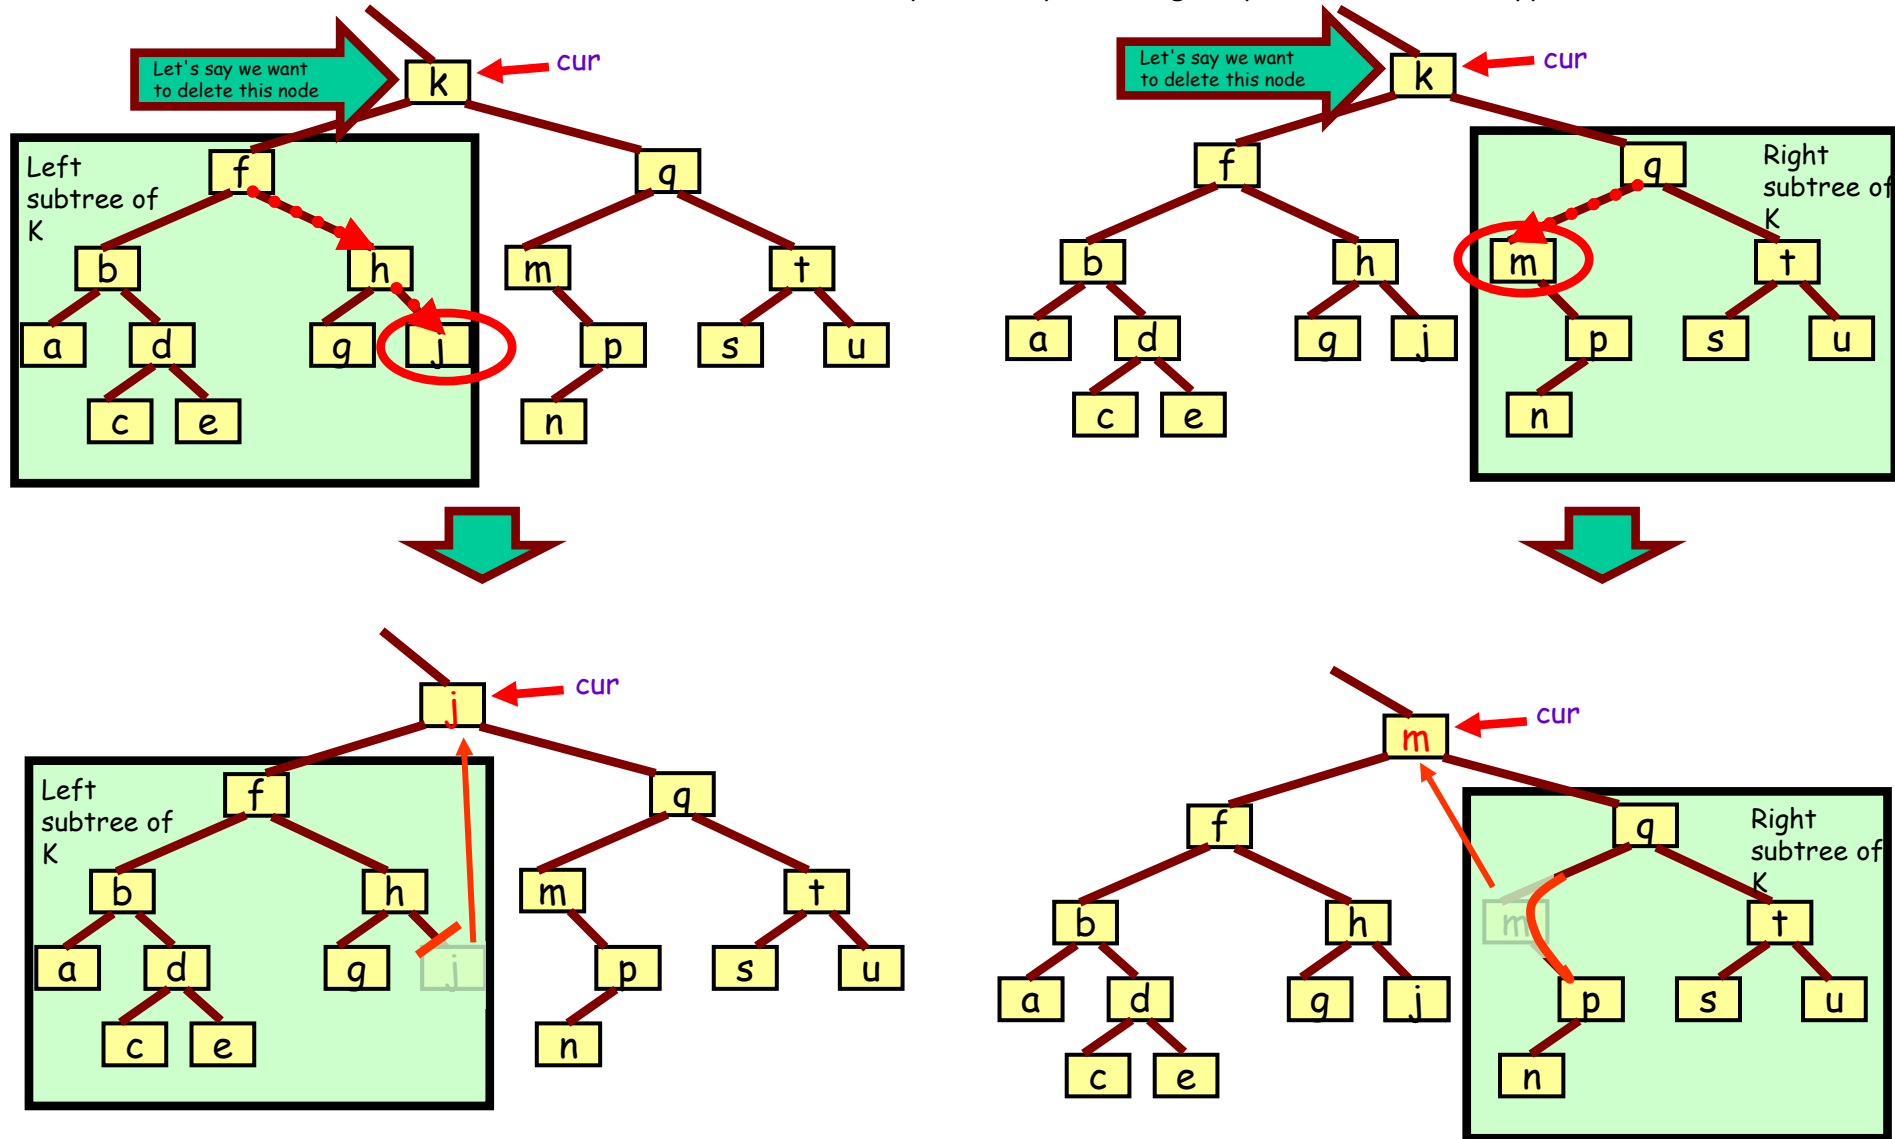 Let's say we want
to delete this node
k
cur
Left
subtree of
K
f
q
b
h
m
t
a
d
g
j
p
s
u
c
e
n
Let's say we want
to delete this node
k
cur
f
q
Right
subtree of
K
b
h
m
t
a
d
g
j
p
s
u
c
e
n
j
cur
Left
subtree of
K
f
q
b
h
m
t
a
d
g
j
p
s
u
c
e
n
m
cur
f
q
Right
subtree of
K
b
h
m
t
a
d
g
j
p
s
u
c
e
n